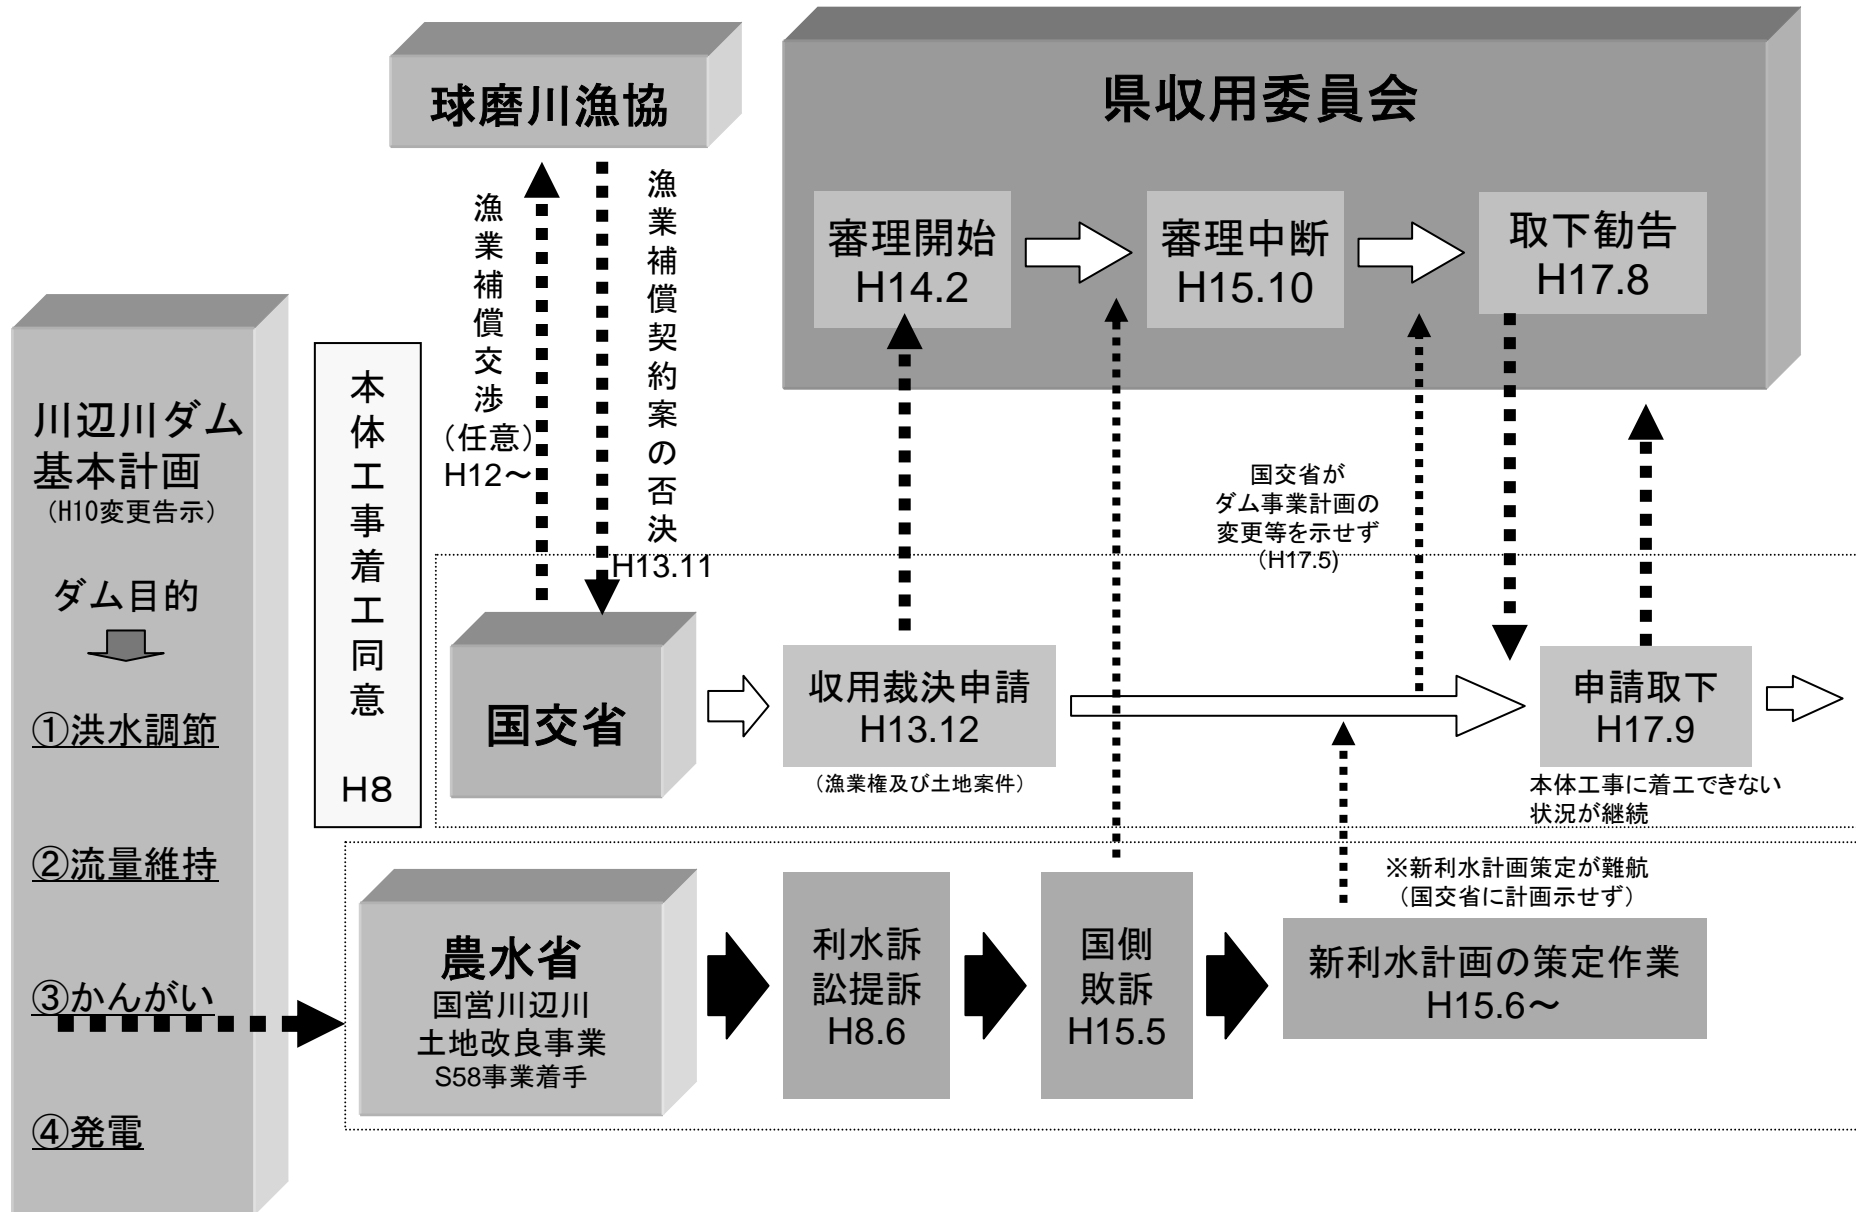 球磨川漁協
県収用委員会
漁業補償交渉
(任意)
H12～
漁業補償契約案の否決
H13.11
審理開始
H14.2
審理中断
H15.10
取下勧告
H17.8
川辺川ダム
基本計画
(H10変更告示)
ダム目的
①洪水調節
②流量維持
③かんがい
④発電
本体工事着工同意
H8
国交省が
ダム事業計画の
変更等を示せず
(H17.5)
国交省
収用裁決申請
H13.12
(漁業権及び土地案件)
申請取下
H17.9
本体工事に着工できない
状況が継続
農水省
国営川辺川
土地改良事業
S58事業着手
利水訴
訟提訴
H8.6
国側
敗訴
H15.5
※新利水計画策定が難航
(国交省に計画示せず)
新利水計画の策定作業
H15.6～